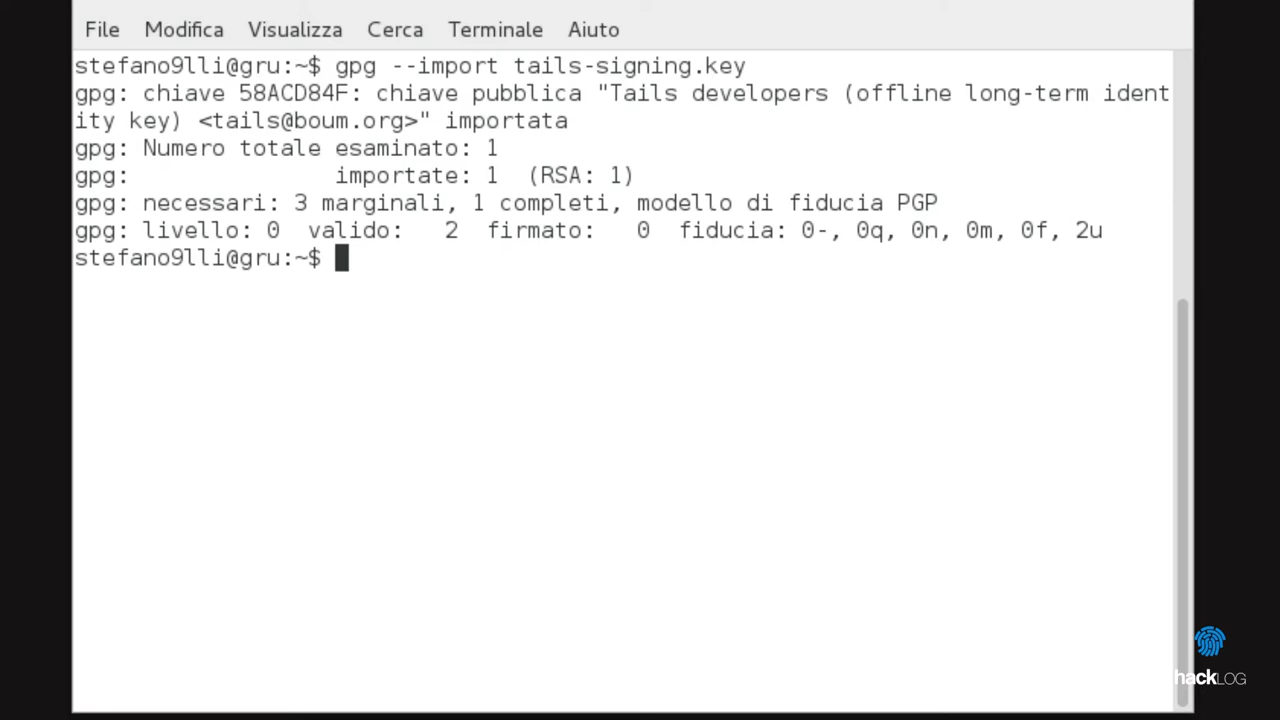 File Modifica Visualizza Cerca Terminale Aiuto
stefano9lli@gru:~$ gpg --import tails-signing.key
gpg: chiave 58ACD84F: chiave pubblica "Tails developers (offline long-term ident
ity key) <tails@boum.org>" importata
gpg: Numero totale esaminato: 1
gpg:               importate: 1  (RSA: 1)
gpg: necessari: 3 marginali, 1 completi, modello di fiducia PGP
gpg: livello: 0  valido:   2  firmato:   0  fiducia: 0-, 0q, 0n, 0m, 0f, 2u
stefano9lli@gru:~$
hackLOG